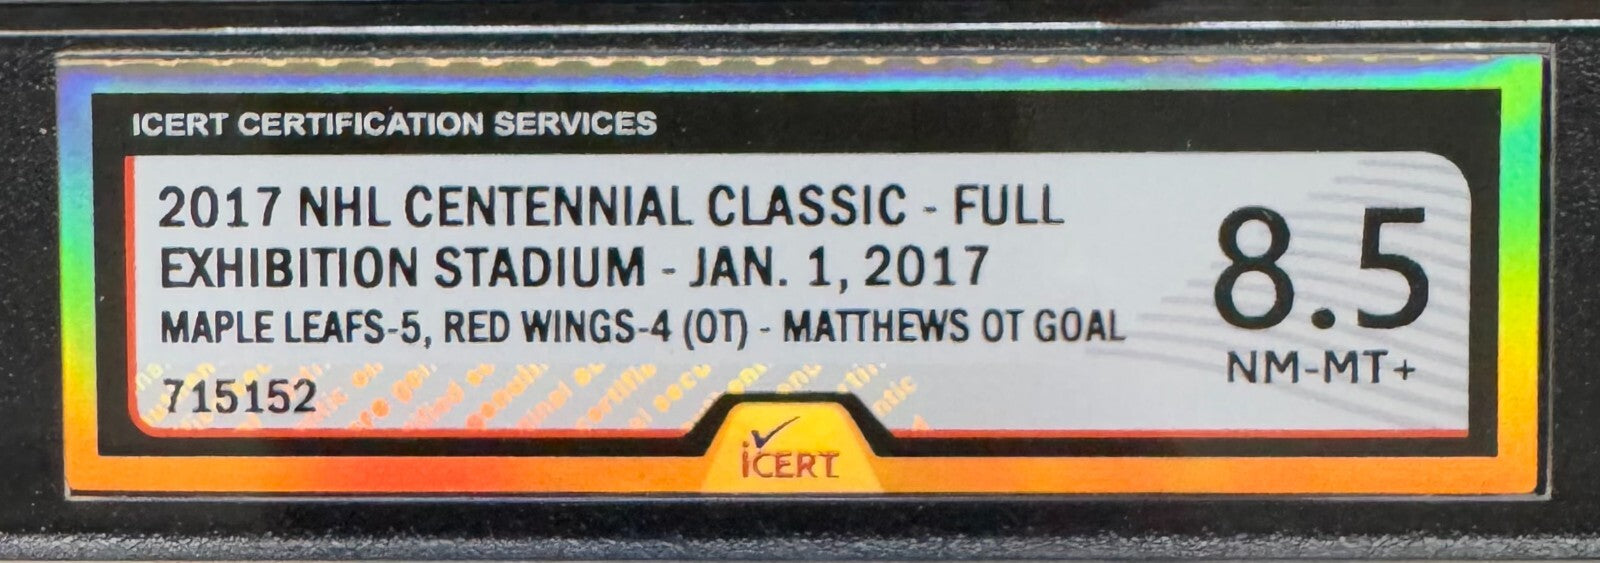 ICERT CERTIFICATION SERVICES
2017 NHL CENTENNIAL CLASSIC - FULL
EXHIBITION STADIUM - JAN. 1, 2017
MAPLE LEAFS-5, RED WINGS-4 (OT) - MATTHEWS OT GOAL
715152
8.5
NM-MT+
iCERT